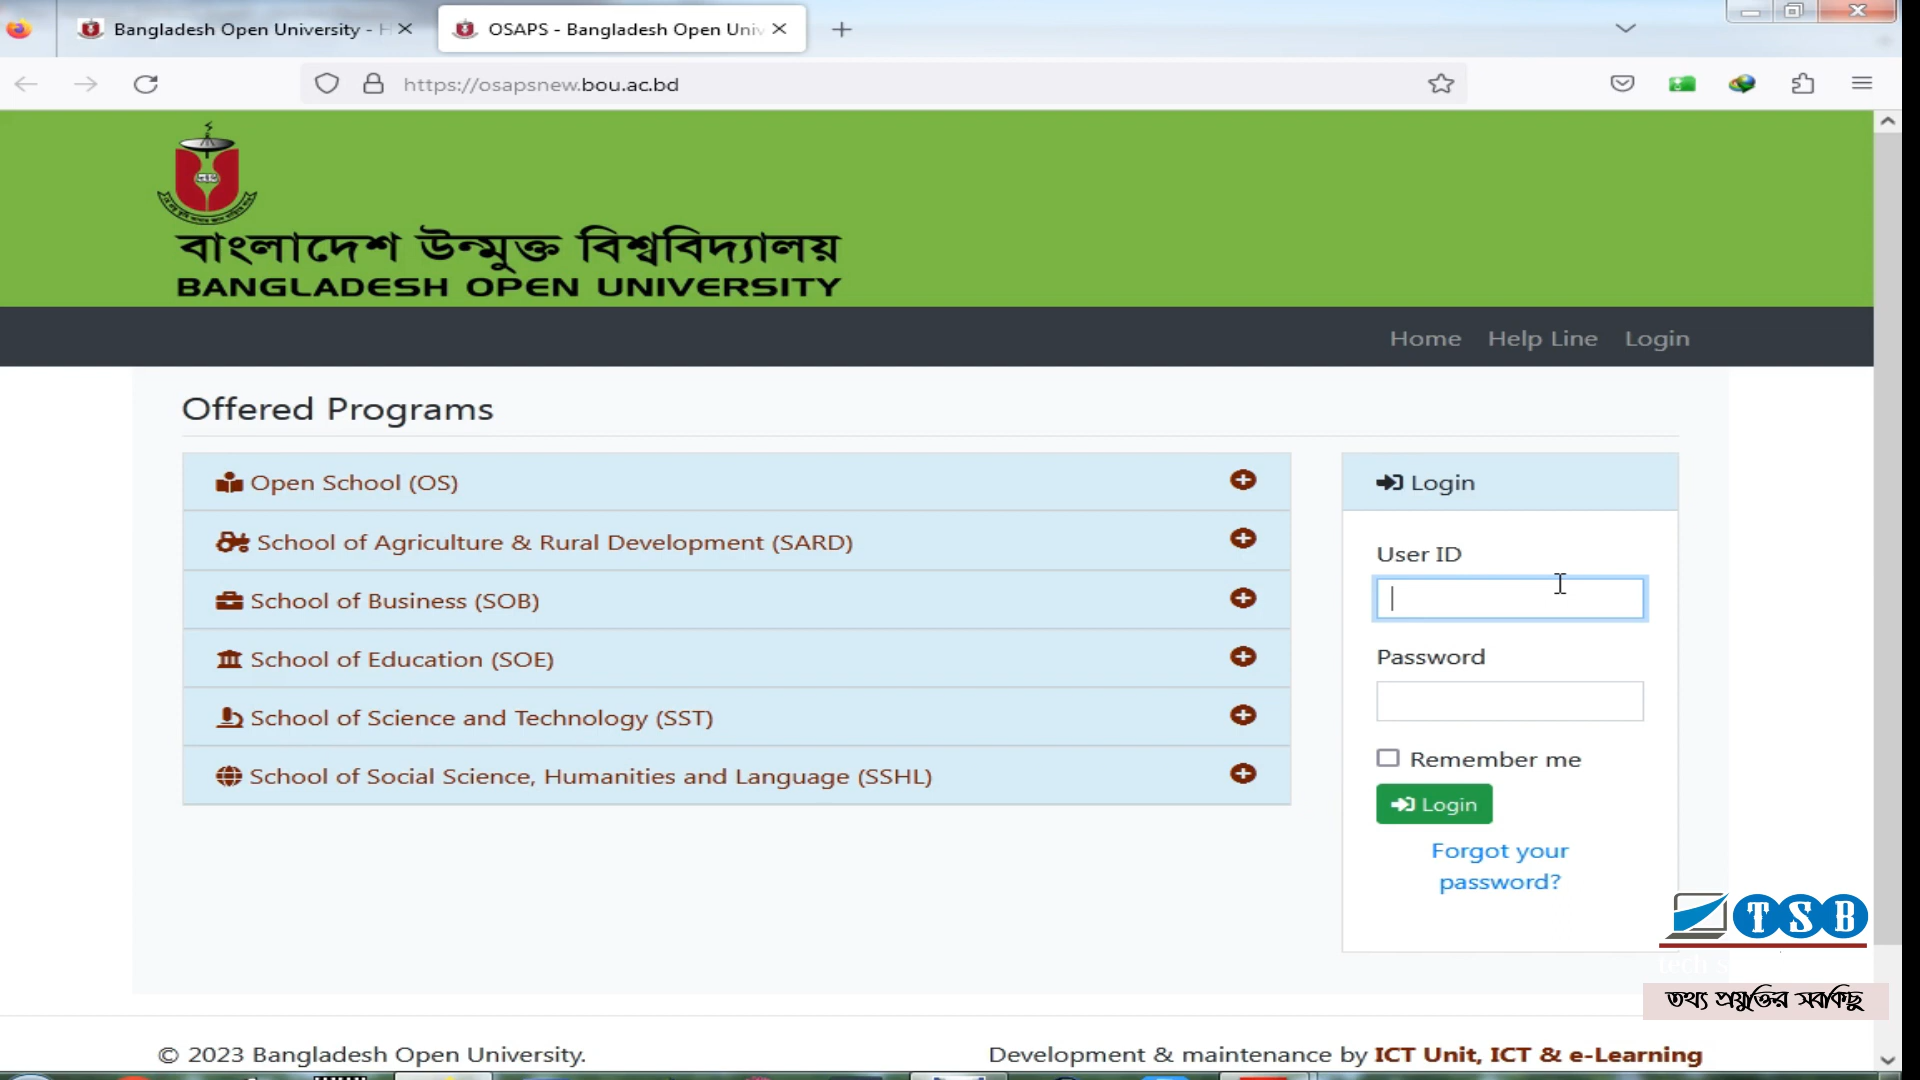 Bangladesh Open University -
OSAPS - Bangladesh Open Univ
https://osapsnew.bou.ac.bd
বাংলাদেশ উন্মুক্ত বিশ্ববিদ্যালয়
BANGLADESH OPEN UNIVERSITY
Home Help Line Login
Offered Programs
Open School (OS)
School of Agriculture & Rural Development (SARD)
School of Business (SOB)
School of Education (SOE)
School of Science and Technology (SST)
School of Social Science, Humanities and Language (SSHL)
Login
User ID
Password
Remember me
Login
Forgot your
password?
TSB
তথ্য প্রযুক্তির সবকিছু
© 2023 Bangladesh Open University.
Development & maintenance by ICT Unit, ICT & e-Learning